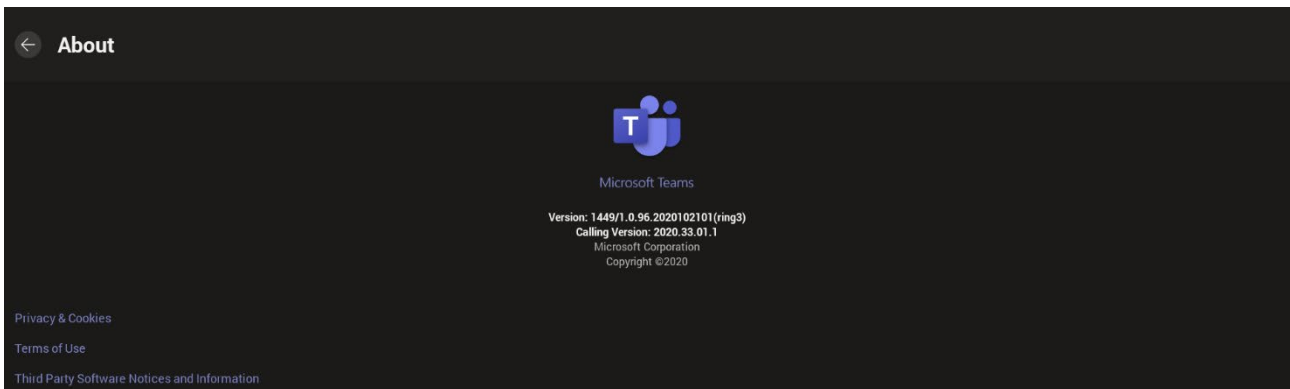 About
T
Microsoft Teams
Version: 1449/1.0.96.2020102101(ring3)
Calling Version: 2020.33.01.1
Microsoft Corporation
Copyright ©2020
Privacy & Cookies
Terms of Use
Third Party Software Notices and Information